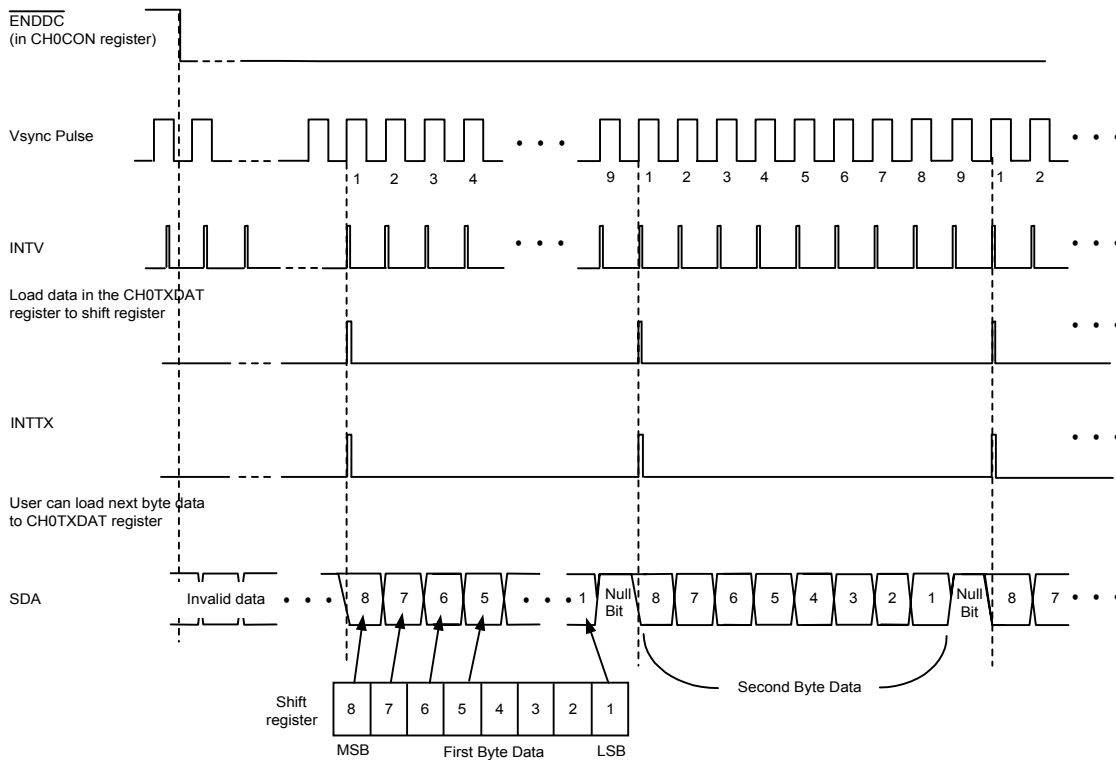 ENDDC
(in CH0CON register)
Vsync Pulse
1 2 3 4 9 1 2 3 4 5 6 7 8 9 1 2
INTV
Load data in the CH0TXDAT
register to shift register
INTTX
User can load next byte data
to CH0TXDAT register
SDA
Invalid data 8 7 6 5 1 Null Bit 8 7 6 5 4 3 2 1 Null Bit 8 7
Second Byte Data
Shift
register
8 7 6 5 4 3 2 1
MSB First Byte Data LSB